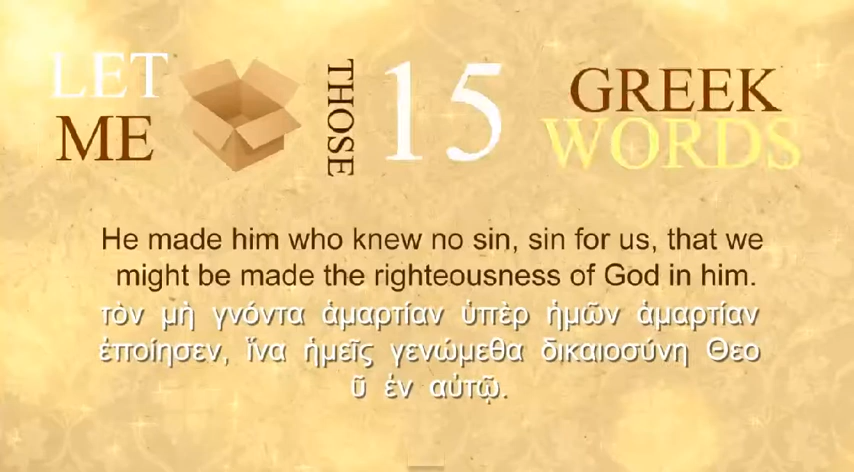 LET
ME
THOSE
15
GREEK
WORDS
He made him who knew no sin, sin for us, that we
might be made the righteousness of God in him.
τὸν μὴ γνόντα ἁμαρτίαν ὑπὲρ ἡμῶν ἁμαρτίαν
ἐποίησεν, ἵνα ἡμεῖς γενώμεθα δικαιοσύνη Θεο
ῦ ἐν αὐτῷ.